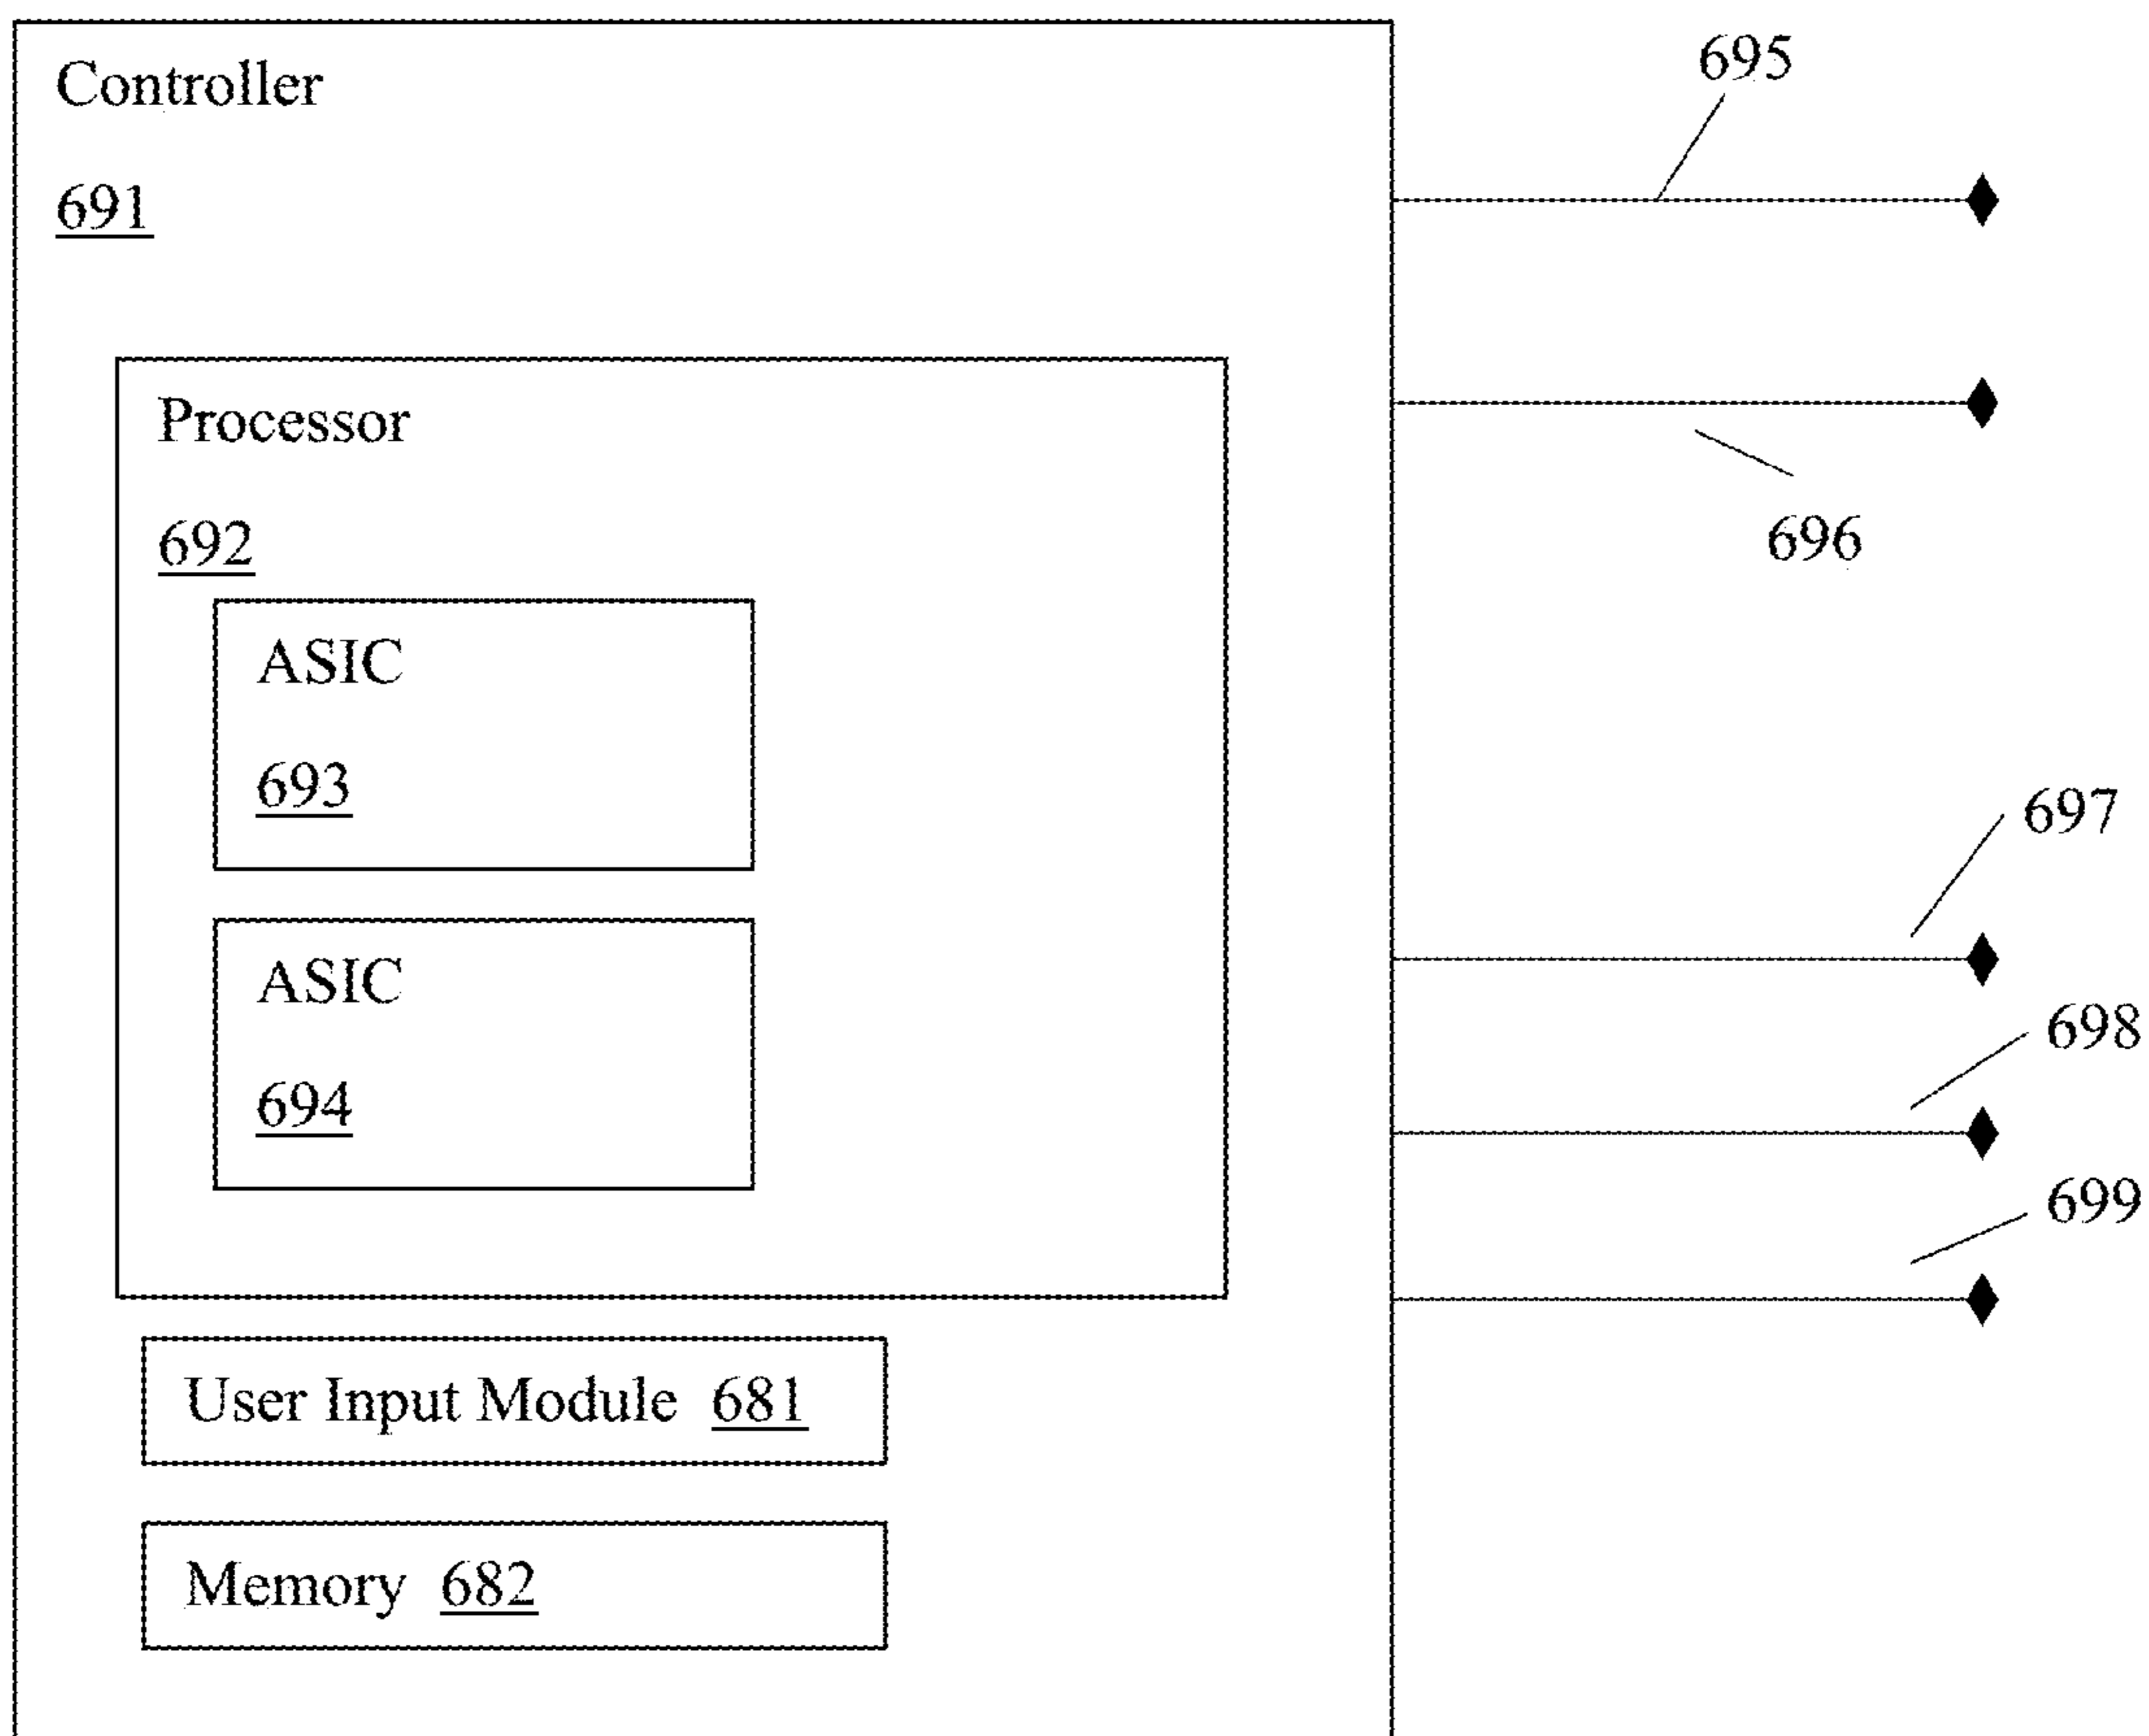 Controller
691
Processor
692
ASIC
693
ASIC
694
User Input Module 681
Memory 682
695
696
697
698
699